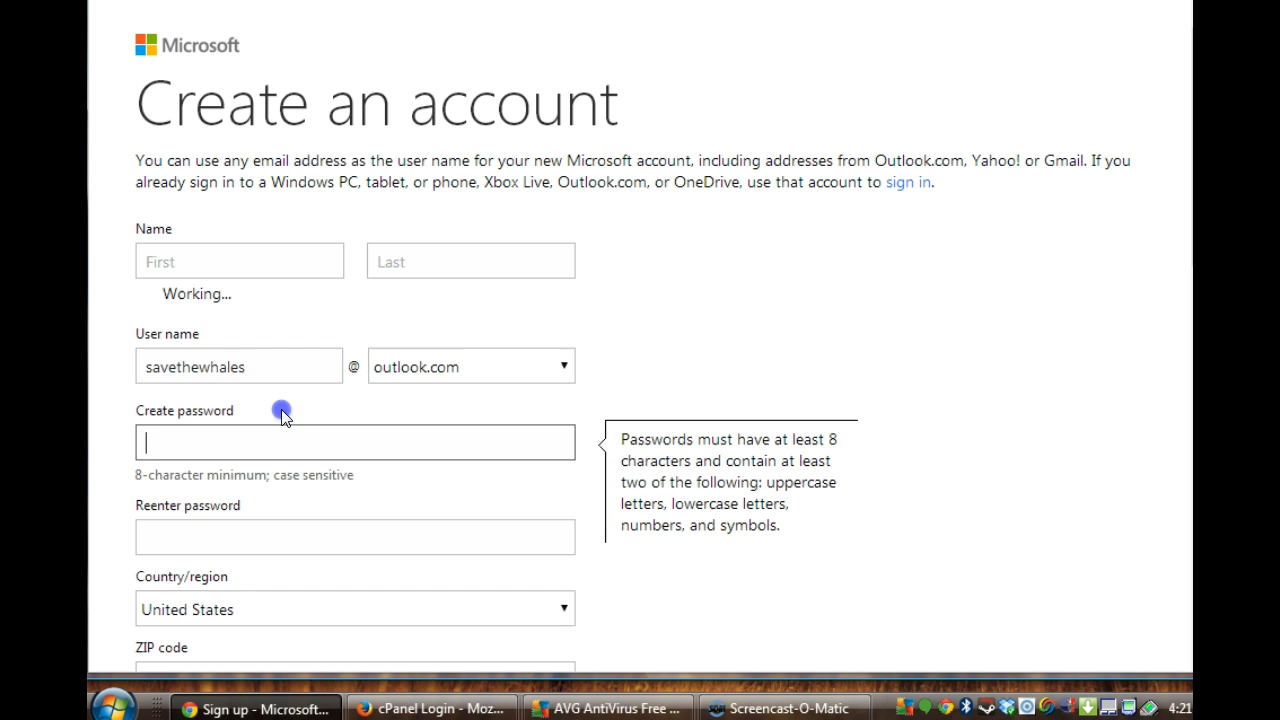 Microsoft
Create an account
You can use any email address as the user name for your new Microsoft account, including addresses from Outlook.com, Yahoo! or Gmail. If you
already sign in to a Windows PC, tablet, or phone, Xbox Live, Outlook.com, or OneDrive, use that account to sign in.
Name
First Last
Working...
User name
savethewhales @ outlook.com
Create password
8-character minimum; case sensitive
Passwords must have at least 8
characters and contain at least
two of the following: uppercase
letters, lowercase letters,
numbers, and symbols.
Reenter password
Country/region
United States
ZIP code
Sign up - Microsoft... cPanel Login - Moz... AVG AntiVirus Free ... Screencast-O-Matic 4:21